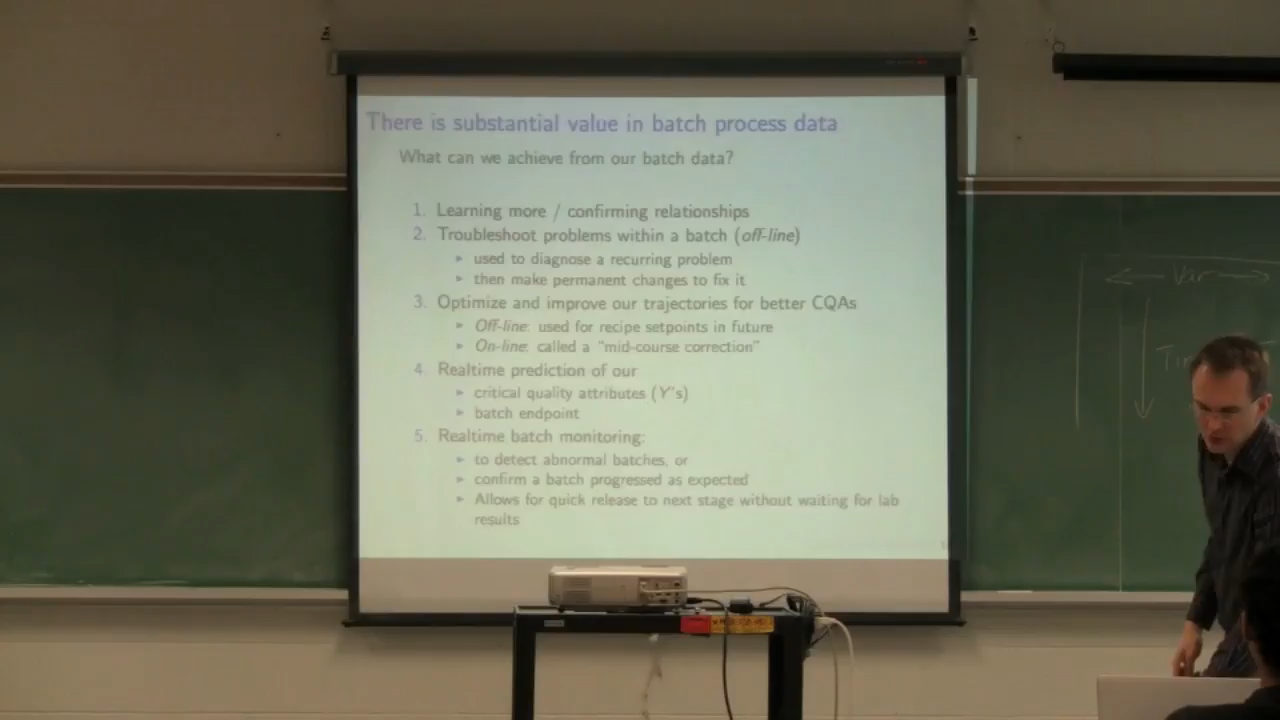 There is substantial value in batch process data
What can we achieve from our batch data?
1. Learning more / confirming relationships
2. Troubleshoot problems within a batch (off-line)
► used to diagnose a recurring problem
► then make permanent changes to fix it
3. Optimize and improve our trajectories for better CQAs
► Off-line: used for recipe setpoints in future
► On-line: called a "mid-course correction"
4. Realtime prediction of our
► critical quality attributes (Y's)
► batch endpoint
5. Realtime batch monitoring:
► to detect abnormal batches, or
► confirm a batch progressed as expected
► Allows for quick release to next stage without waiting for lab
results
Var